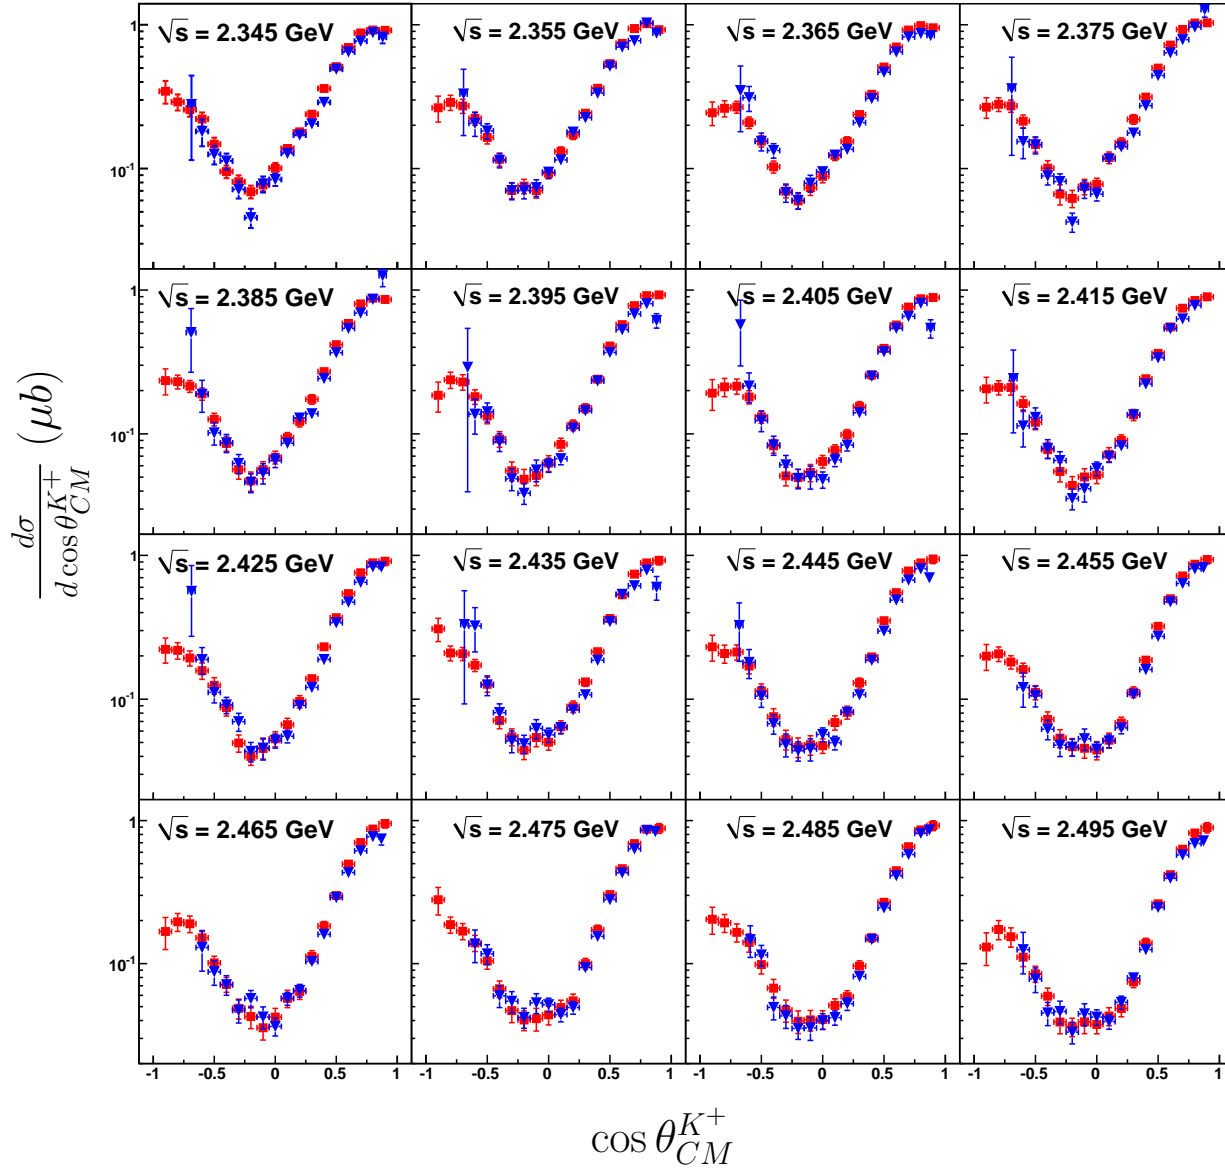 √s = 2.345 GeV √s = 2.355 GeV √s = 2.365 GeV √s = 2.375 GeV
1
10⁻¹
√s = 2.385 GeV √s = 2.395 GeV √s = 2.405 GeV √s = 2.415 GeV
1
10⁻¹
√s = 2.425 GeV √s = 2.435 GeV √s = 2.445 GeV √s = 2.455 GeV
1
10⁻¹
√s = 2.465 GeV √s = 2.475 GeV √s = 2.485 GeV √s = 2.495 GeV
1
10⁻¹
-1 -0.5 0 0.5 1 -1 -0.5 0 0.5 1 -1 -0.5 0 0.5 1 -1 -0.5 0 0.5 1
dσ / d cos θ_{CM}^{K⁺} (μb)
cos θ_{CM}^{K⁺}